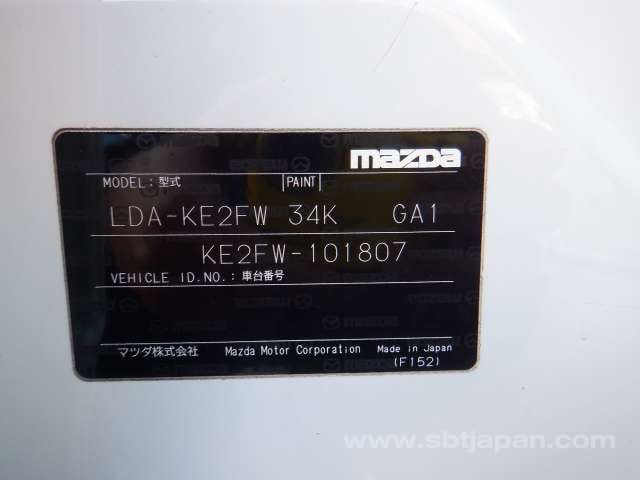 mazda
MODEL: 型式 |PAINT|
LDA-KE2FW 34K GA1
KE2FW-101807
VEHICLE ID.NO.: 車台番号
マツダ株式会社 Mazda Motor Corporation Made in Japan
(F152)
www.sbtjapan.com